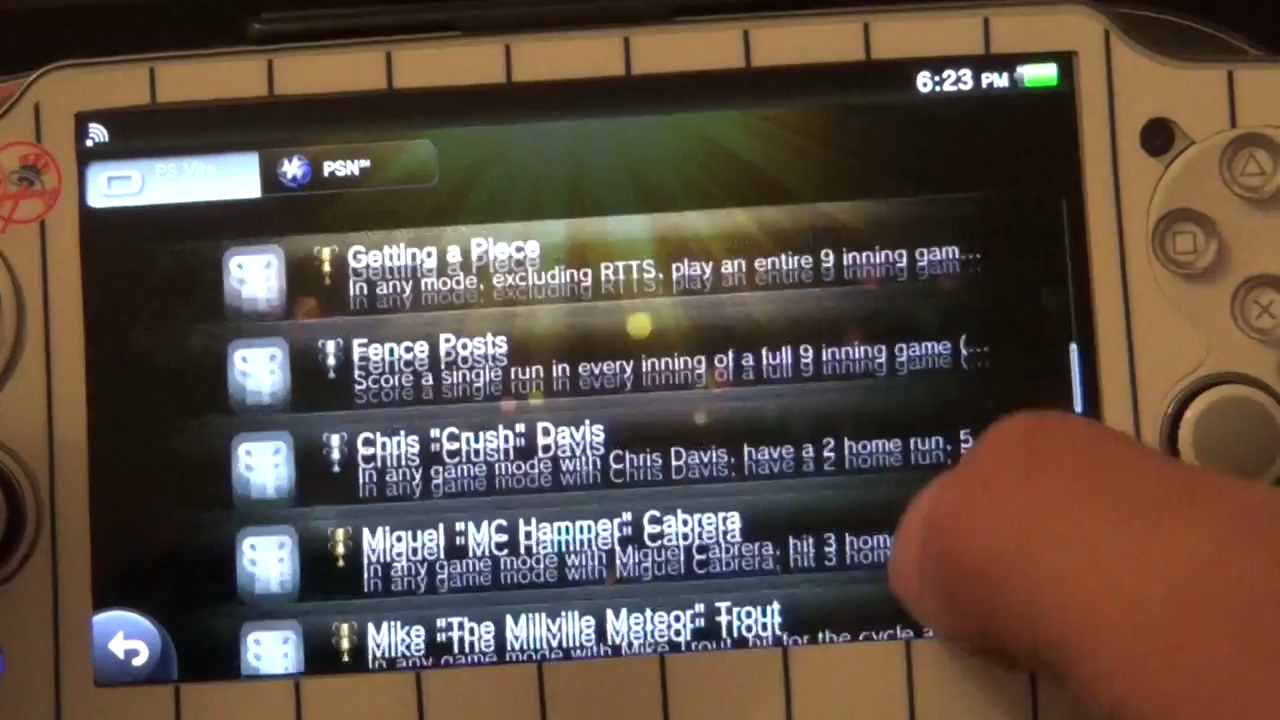 6:23 PM
PS Vita
PSN™
Getting a Piece
In any mode, excluding RTTS, play an entire 9 inning gam...
Fence Posts
Score a single run in every inning of a full 9 inning game (...
Chris "Crush" Davis
In any game mode with Chris Davis, have a 2 home run, 5
Miguel "MC Hammer" Cabrera
In any game mode with Miguel Cabrera, hit 3 hom
Mike "The Millville Meteor" Trout
In any game mode with Mike Trout, hit for the cycle a